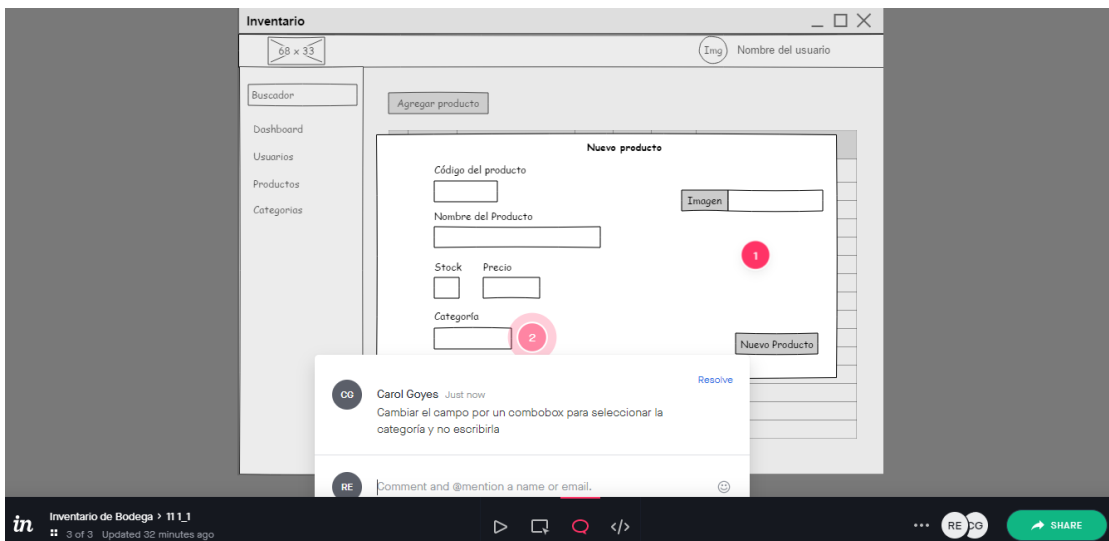 Inventario
68 x 33
Img Nombre del usuario
Buscador
Agregar producto
Dashboard
Usuarios
Productos
Categorias
Nuevo producto
Código del producto
Imagen
Nombre del Producto
1
Stock Precio
Categoría
2
Nuevo Producto
Resolve
CG Carol Goyes Just now
Cambiar el campo por un combobox para seleccionar la
categoría y no escribirla
RE Comment and @mention a name or email.
in Inventario de Bodega > 11 1_1
3 of 3 Updated 32 minutes ago
</> ... RE CG SHARE